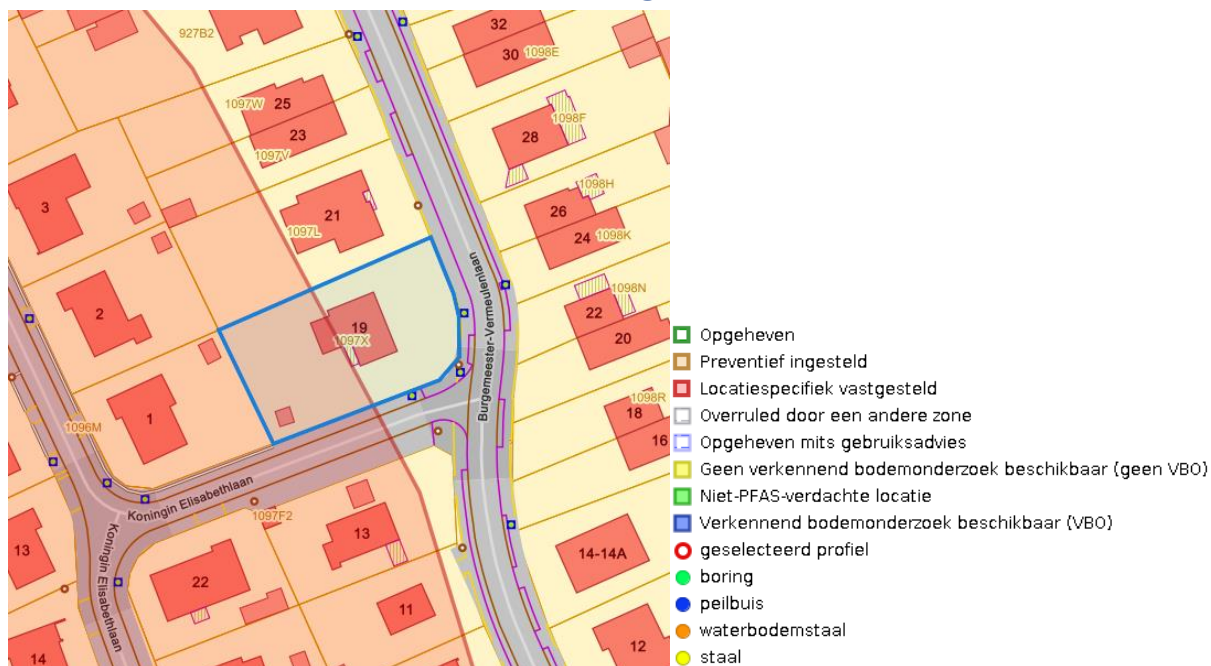 927B2
32
30
1098E
1097W
25
23
1097V
28
1098F
3
21
1097L
1098H
26
24
1098K
2
19
1097X
Burgemeester-Vermeulenlaan
1098N
22
20
1
1096M
1098R
18
16
Koningin Elisabethlaan
Koningin Elisabethlaan
1097F2
13
13
22
11
14-14A
12
14
Opgeheven
Preventief ingesteld
Locatiespecifiek vastgesteld
Overruled door een andere zone
Opgeheven mits gebruiksadvies
Geen verkennend bodemonderzoek beschikbaar (geen VBO)
Niet-PFAS-verdachte locatie
Verkennend bodemonderzoek beschikbaar (VBO)
geselecteerd profiel
boring
peilbuis
waterbodemstaal
staal